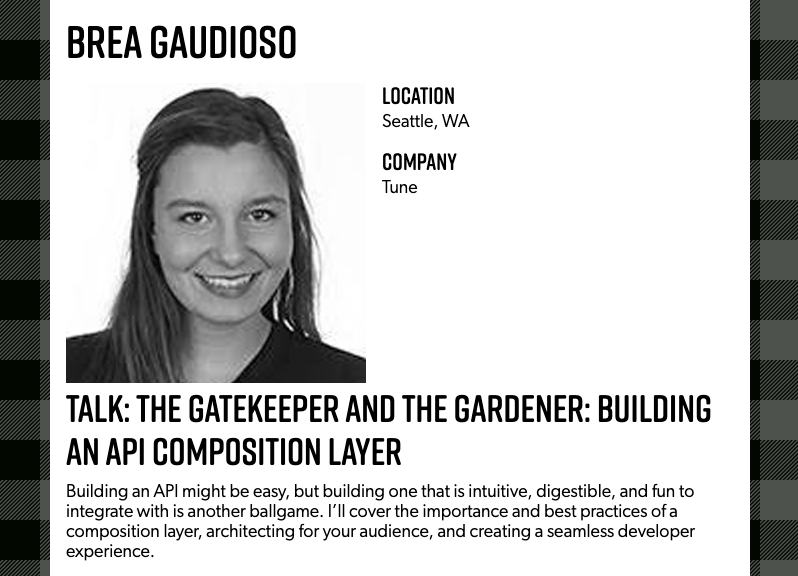 BREA GAUDIOSO
LOCATION
Seattle, WA
COMPANY
Tune
TALK: THE GATEKEEPER AND THE GARDENER: BUILDING
AN API COMPOSITION LAYER
Building an API might be easy, but building one that is intuitive, digestible, and fun to
integrate with is another ballgame. I’ll cover the importance and best practices of a
composition layer, architecting for your audience, and creating a seamless developer
experience.